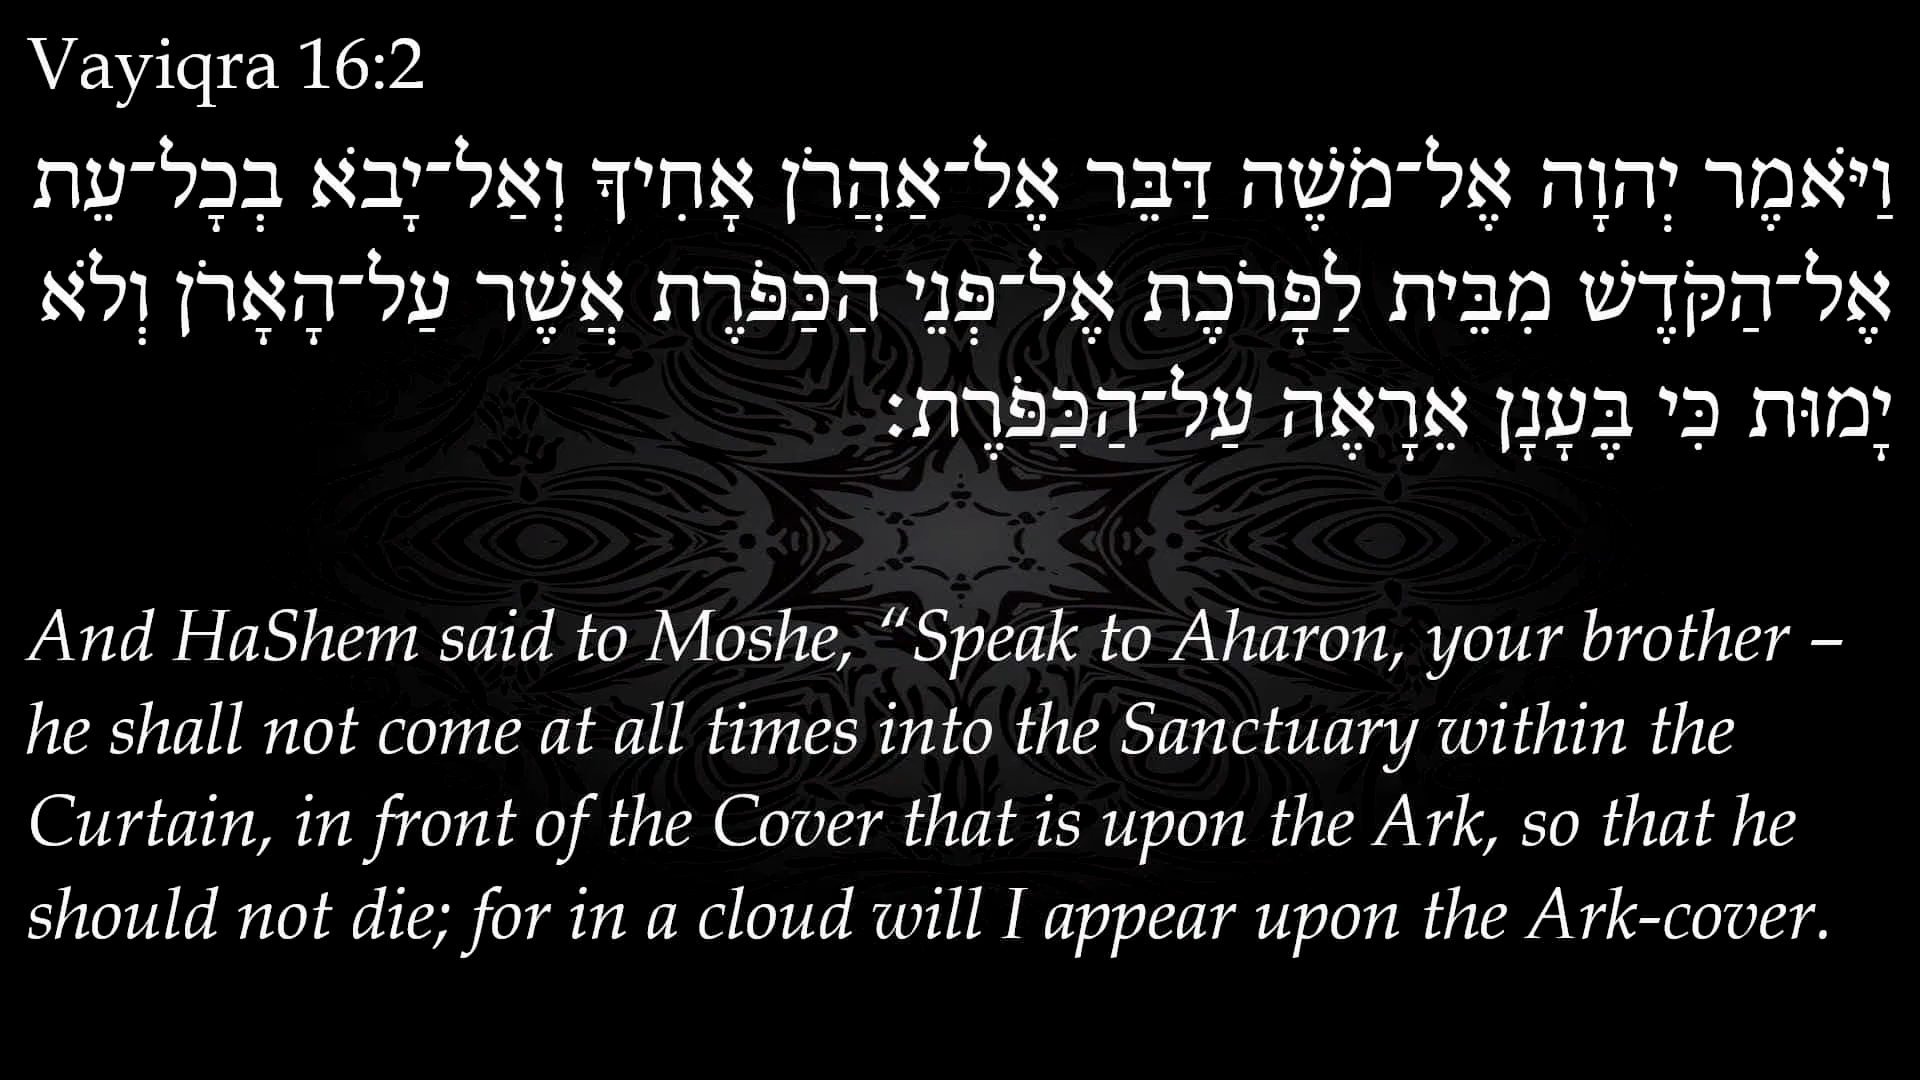 Vayiqra 16:2
וַיֹּאמֶר יְהוָה אֶל־מֹשֶׁה דַּבֵּר אֶל־אַהֲרֹן אָחִיךָ וְאַל־יָבֹא בְכָל־עֵת
אֶל־הַקֹּדֶשׁ מִבֵּית לַפָּרֹכֶת אֶל־פְּנֵי הַכַּפֹּרֶת אֲשֶׁר עַל־הָאָרֹן וְלֹא
יָמוּת כִּי בֶּעָנָן אֵרָאֶה עַל־הַכַּפֹּרֶת:
And HaShem said to Moshe, “Speak to Aharon, your brother –
he shall not come at all times into the Sanctuary within the
Curtain, in front of the Cover that is upon the Ark, so that he
should not die; for in a cloud will I appear upon the Ark-cover.